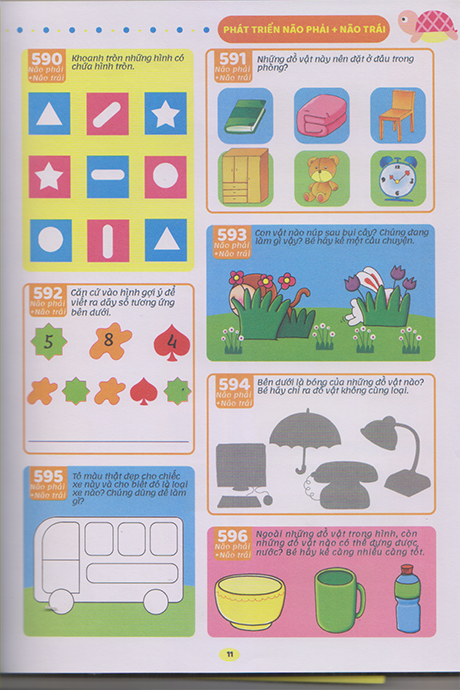 PHÁT TRIỂN NÃO PHẢI + NÃO TRÁI
590
Não phải
+Não trái
Khoanh tròn những hình có
chứa hình tròn.
591
Não phải
+Não trái
Những đồ vật này nên đặt ở đâu trong
phòng?
592
Não phải
+Não trái
Căn cứ vào hình gợi ý để
viết ra dãy số tương ứng
bên dưới.
5 8 4
593
Não phải
+Não trái
Con vật nào núp sau bụi cây? Chúng đang
làm gì vậy? Bé hãy kể một câu chuyện.
594
Não phải
+Não trái
Bên dưới là bóng của những đồ vật nào?
Bé hãy chỉ ra đồ vật không cùng loại.
595
Não phải
+Não trái
Tô màu thật đẹp cho chiếc
xe này và cho biết đó là loại
xe nào? Chúng dùng để làm
gì?
596
Não phải
+Não trái
Ngoài những đồ vật trong hình, còn
những đồ vật nào có thể đựng được
nước? Bé hãy kể càng nhiều càng tốt.
11